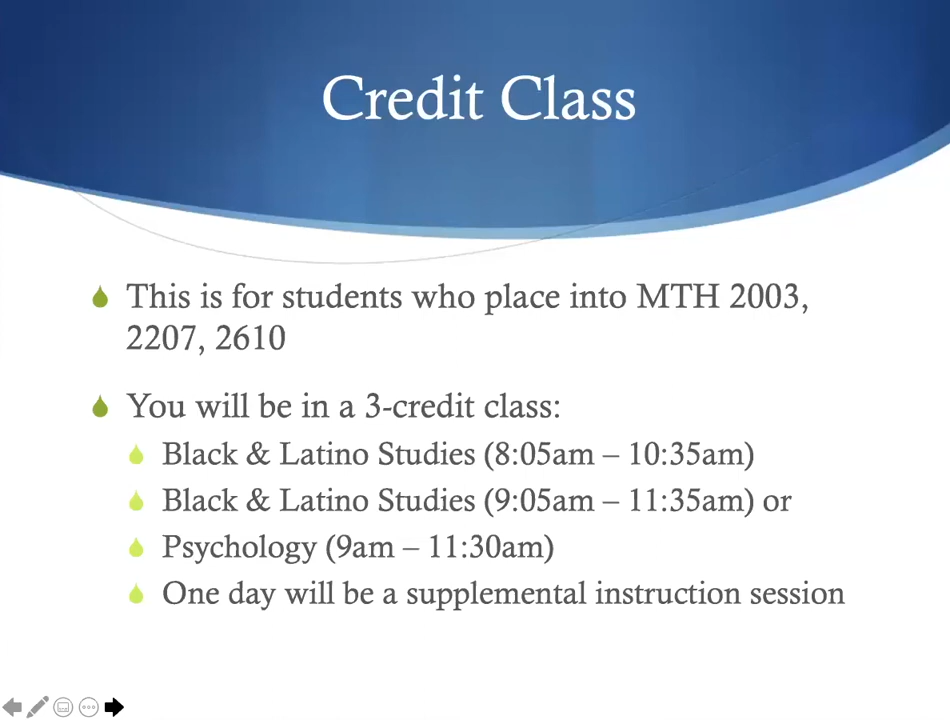 Credit Class
This is for students who place into MTH 2003,
2207, 2610
You will be in a 3-credit class:
Black & Latino Studies (8:05am – 10:35am)
Black & Latino Studies (9:05am – 11:35am) or
Psychology (9am – 11:30am)
One day will be a supplemental instruction session